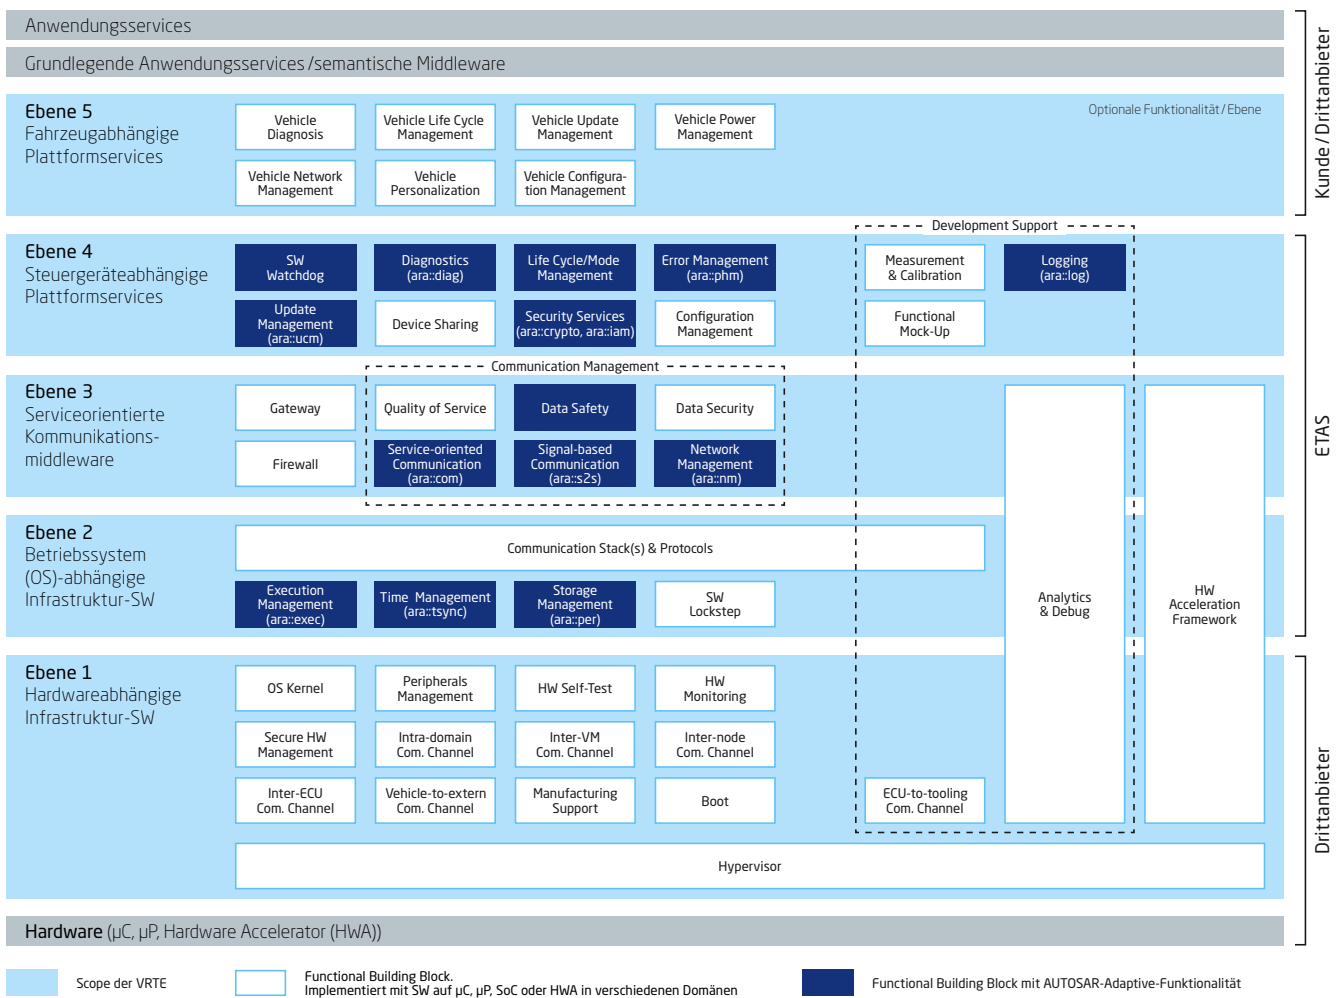 Anwendungsservices
Grundlegende Anwendungsservices/semantische Middleware
Kunde/Drittanbieter
Ebene 5
Fahrzeugabhängige
Plattformservices
Vehicle
Diagnosis
Vehicle Life Cycle
Management
Vehicle Update
Management
Vehicle Power
Management
Optionale Funktionalität/Ebene
Vehicle Network
Management
Vehicle
Personalization
Vehicle Configura-
tion Management
Ebene 4
Steuergeräteabhängige
Plattformservices
SW
Watchdog
Diagnostics
(ara::diag)
Life Cycle/Mode
Management
Error Management
(ara::phm)
Development Support
Measurement
& Calibration
Logging
(ara::log)
Update
Management
(ara::ucm)
Device Sharing
Security Services
(ara::crypto, ara::iam)
Configuration
Management
Functional
Mock-Up
ETAS
Communication Management
Ebene 3
Serviceorientierte
Kommunikations-
middleware
Gateway
Quality of Service
Data Safety
Data Security
Firewall
Service-oriented
Communication
(ara::com)
Signal-based
Communication
(ara::s2s)
Network
Management
(ara::nm)
Ebene 2
Betriebssystem
(OS)-abhängige
Infrastruktur-SW
Communication Stack(s) & Protocols
Execution
Management
(ara::exec)
Time Management
(ara::tsync)
Storage
Management
(ara::per)
SW
Lockstep
Analytics
& Debug
HW
Acceleration
Framework
Ebene 1
Hardwareabhängige
Infrastruktur-SW
OS Kernel
Peripherals
Management
HW Self-Test
HW
Monitoring
Secure HW
Management
Intra-domain
Com. Channel
Inter-VM
Com. Channel
Inter-node
Com. Channel
Inter-ECU
Com. Channel
Vehicle-to-extern
Com. Channel
Manufacturing
Support
Boot
ECU-to-tooling
Com. Channel
Drittanbieter
Hypervisor
Hardware (µC, µP, Hardware Accelerator (HWA))
Scope der VRTE
Functional Building Block.
Implementiert mit SW auf µC, µP, SoC oder HWA in verschiedenen Domänen
Functional Building Block mit AUTOSAR-Adaptive-Funktionalität